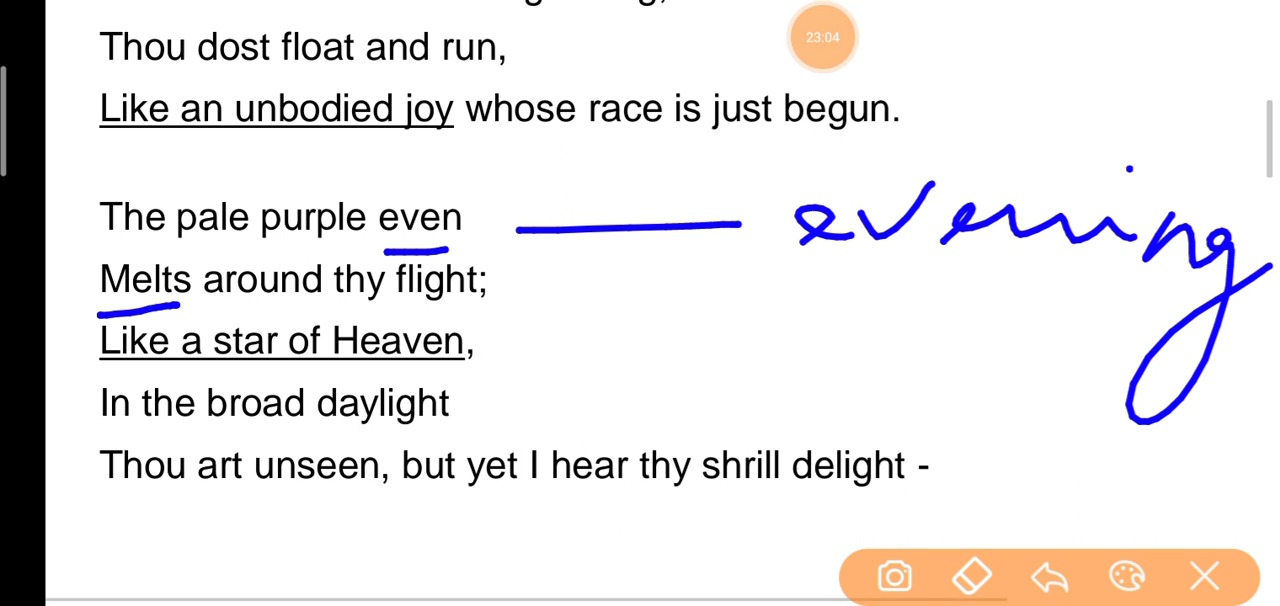 23:04
Thou dost float and run,
Like an unbodied joy whose race is just begun.
The pale purple even evening
Melts around thy flight;
Like a star of Heaven,
In the broad daylight
Thou art unseen, but yet I hear thy shrill delight -